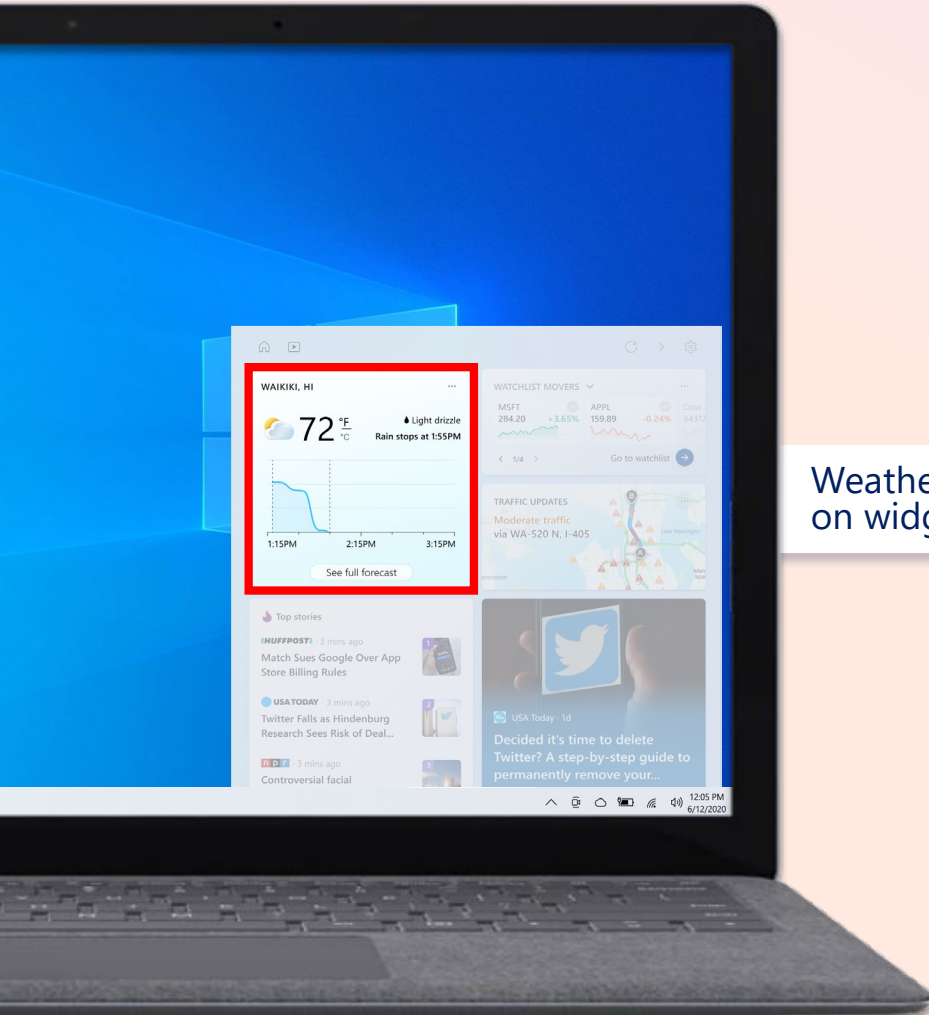 WAIKIKI, HI ...
72 °F
°C
Light drizzle
Rain stops at 1:55PM
1:15PM 2:15PM 3:15PM
See full forecast
WATCHLIST MOVERS ...
MSFT APPL Dow
284.20 +3.65% 159.89 -0.24% 34312
1/4 Go to watchlist
TRAFFIC UPDATES ...
Moderate traffic
via WA-520 N, I-405
B
A
Top stories
HUFFPOST · 3 mins ago
1
Match Sues Google Over App
Store Billing Rules
USA TODAY · 3 mins ago
2
Twitter Falls as Hindenburg
Research Sees Risk of Deal...
npr · 3 mins ago
3
Controversial facial
USA Today · 1d
Decided it's time to delete
Twitter? A step-by-step guide to
permanently remove your...
12:05 PM
6/12/2020
Weathe
on widg